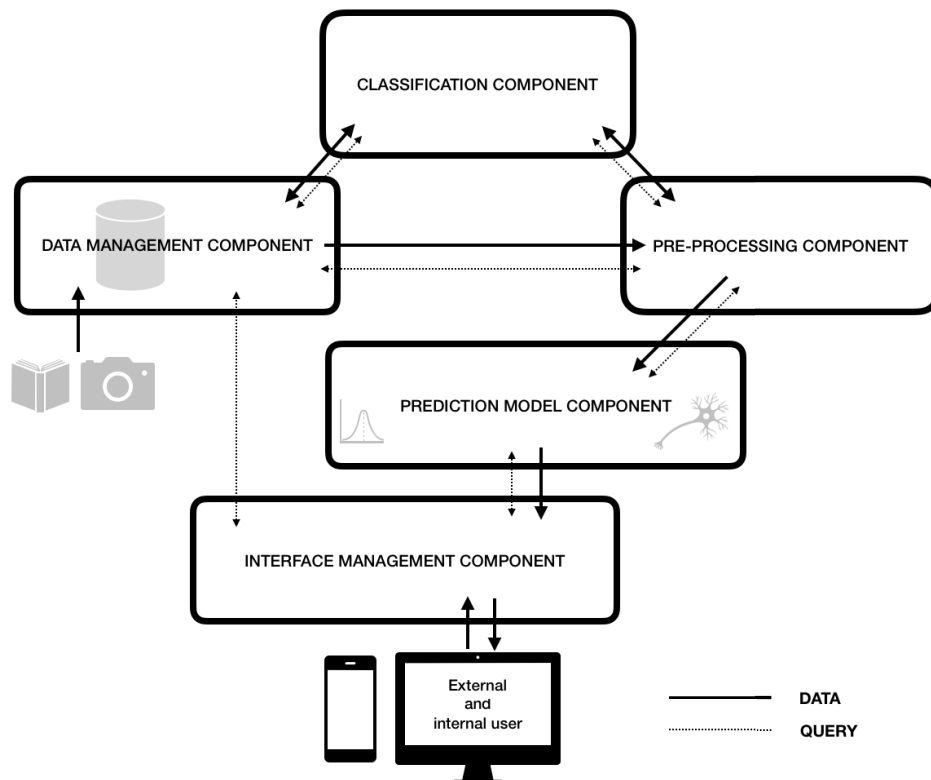 CLASSIFICATION COMPONENT
DATA MANAGEMENT COMPONENT
PRE-PROCESSING COMPONENT
PREDICTION MODEL COMPONENT
INTERFACE MANAGEMENT COMPONENT
External
and
internal user
DATA
QUERY